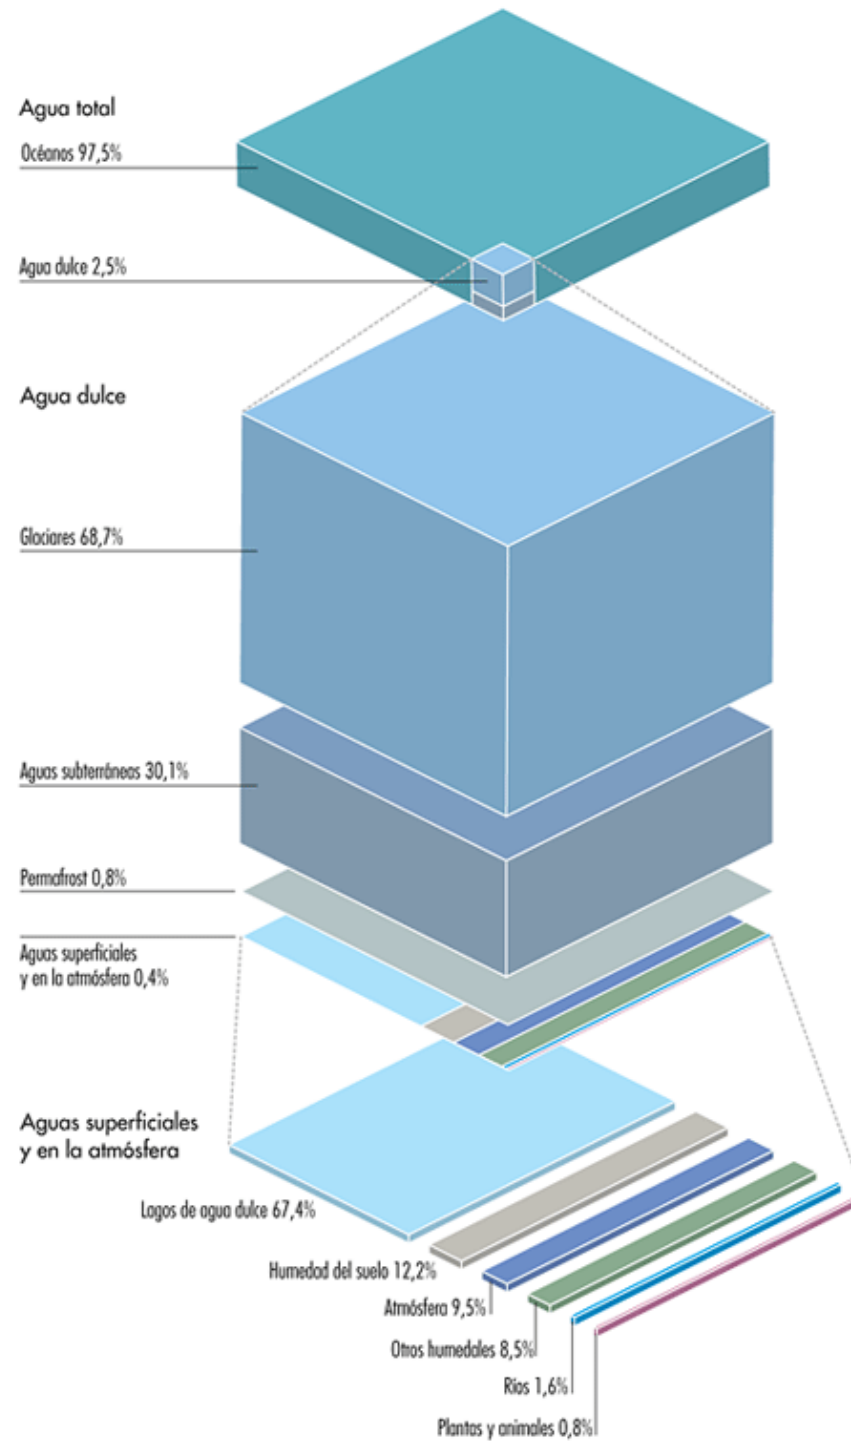 Agua total
Océanos 97,5%
Agua dulce 2,5%
Agua dulce
Glaciares 68,7%
Aguas subterráneas 30,1%
Permafrost 0,8%
Aguas superficiales
y en la atmósfera 0,4%
Aguas superficiales
y en la atmósfera
Lagos de agua dulce 67,4%
Humedad del suelo 12,2%
Atmósfera 9,5%
Otros humedales 8,5%
Ríos 1,6%
Plantas y animales 0,8%